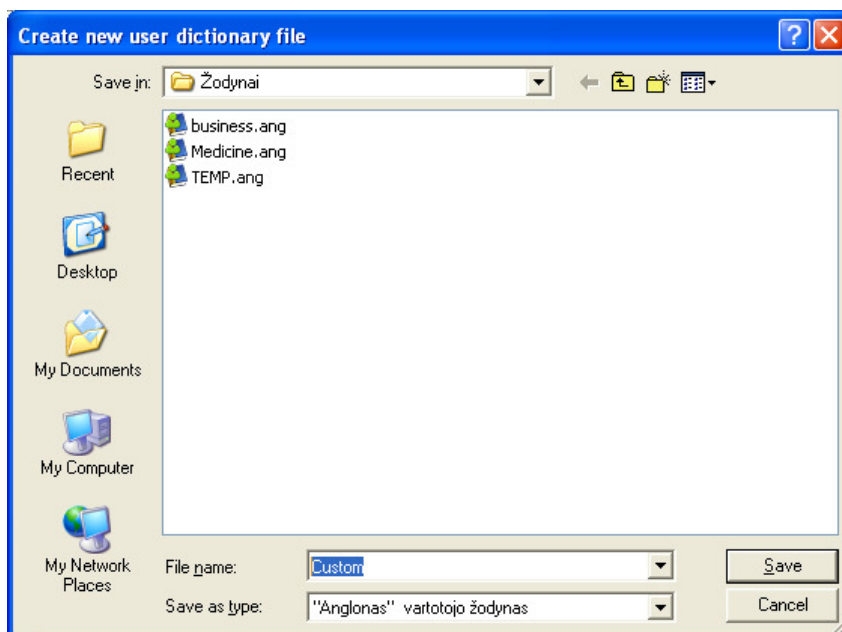 Create new user dictionary file
Save in: Žodynai
business.ang
Medicine.ang
TEMP.ang
Recent
Desktop
My Documents
My Computer
My Network
Places
File name: Custom Save
Save as type: "Anglonas" vartotojo žodynas Cancel